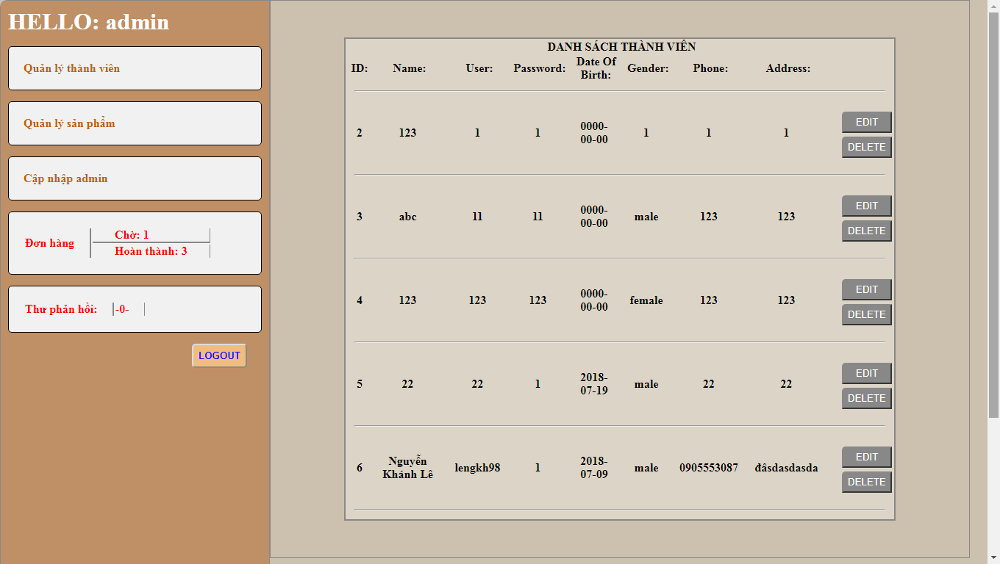 HELLO: admin
Quản lý thành viên
Quản lý sản phẩm
Cập nhập admin
Đơn hàng
Chờ: 1
Hoàn thành: 3
Thư phản hồi: -0-
LOGOUT
DANH SÁCH THÀNH VIÊN
ID: Name: User: Password: Date Of Birth: Gender: Phone: Address:
2 123 1 1 0000-00-00 1 1 1
EDIT
DELETE
3 abc 11 11 0000-00-00 male 123 123
EDIT
DELETE
4 123 123 123 0000-00-00 female 123 123
EDIT
DELETE
5 22 22 1 2018-07-19 male 22 22
EDIT
DELETE
6 Nguyễn Khánh Lê lengkh98 1 2018-07-09 male 0905553087 đâsdasdasda
EDIT
DELETE